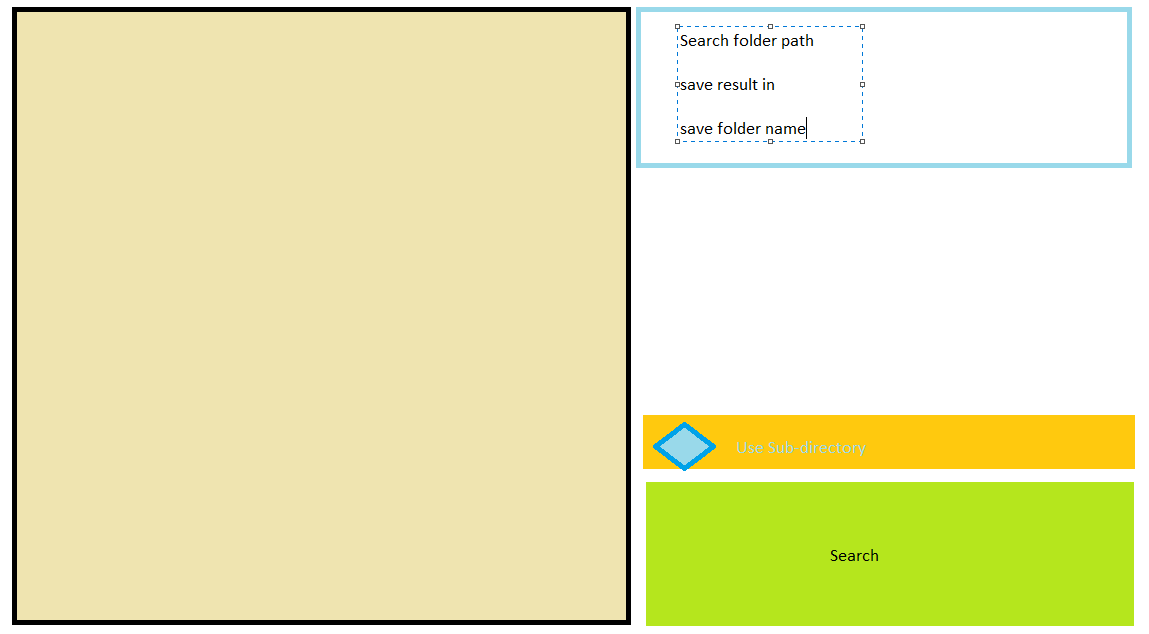 Search folder path
save result in
save folder name
Use Sub-directory
Search